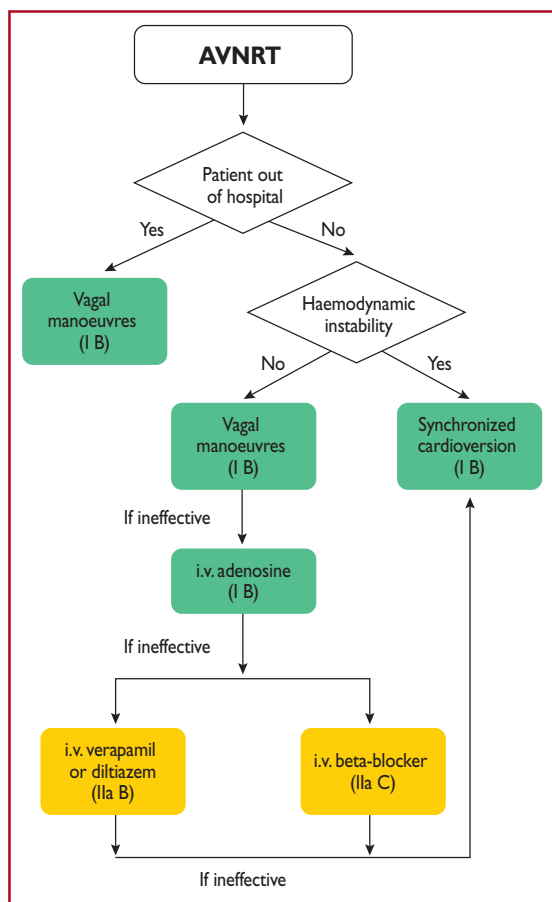 AVNRT
Patient out
of hospital
Yes
No
Vagal
manoeuvres
(I B)
Haemodynamic
instability
No
Yes
Vagal
manoeuvres
(I B)
Synchronized
cardioversion
(I B)
If ineffective
i.v. adenosine
(I B)
If ineffective
i.v. verapamil
or diltiazem
(IIa B)
i.v. beta-blocker
(IIa C)
If ineffective